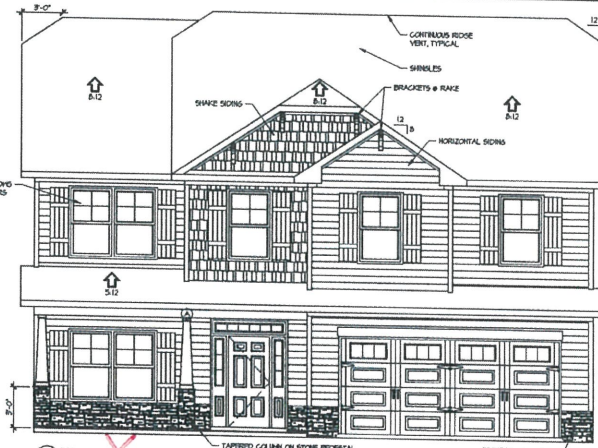 3'-0"
12
CONTINUOUS RIDGE
VENT, TYPICAL
SHINGLES
8:12
8:12
8:12
BRACKETS @ RAKE
SHAKE SIDING
12
8
HORIZONTAL SIDING
5:12
3'-0"
TAPERED COLUMN ON STONE PEDESTAL